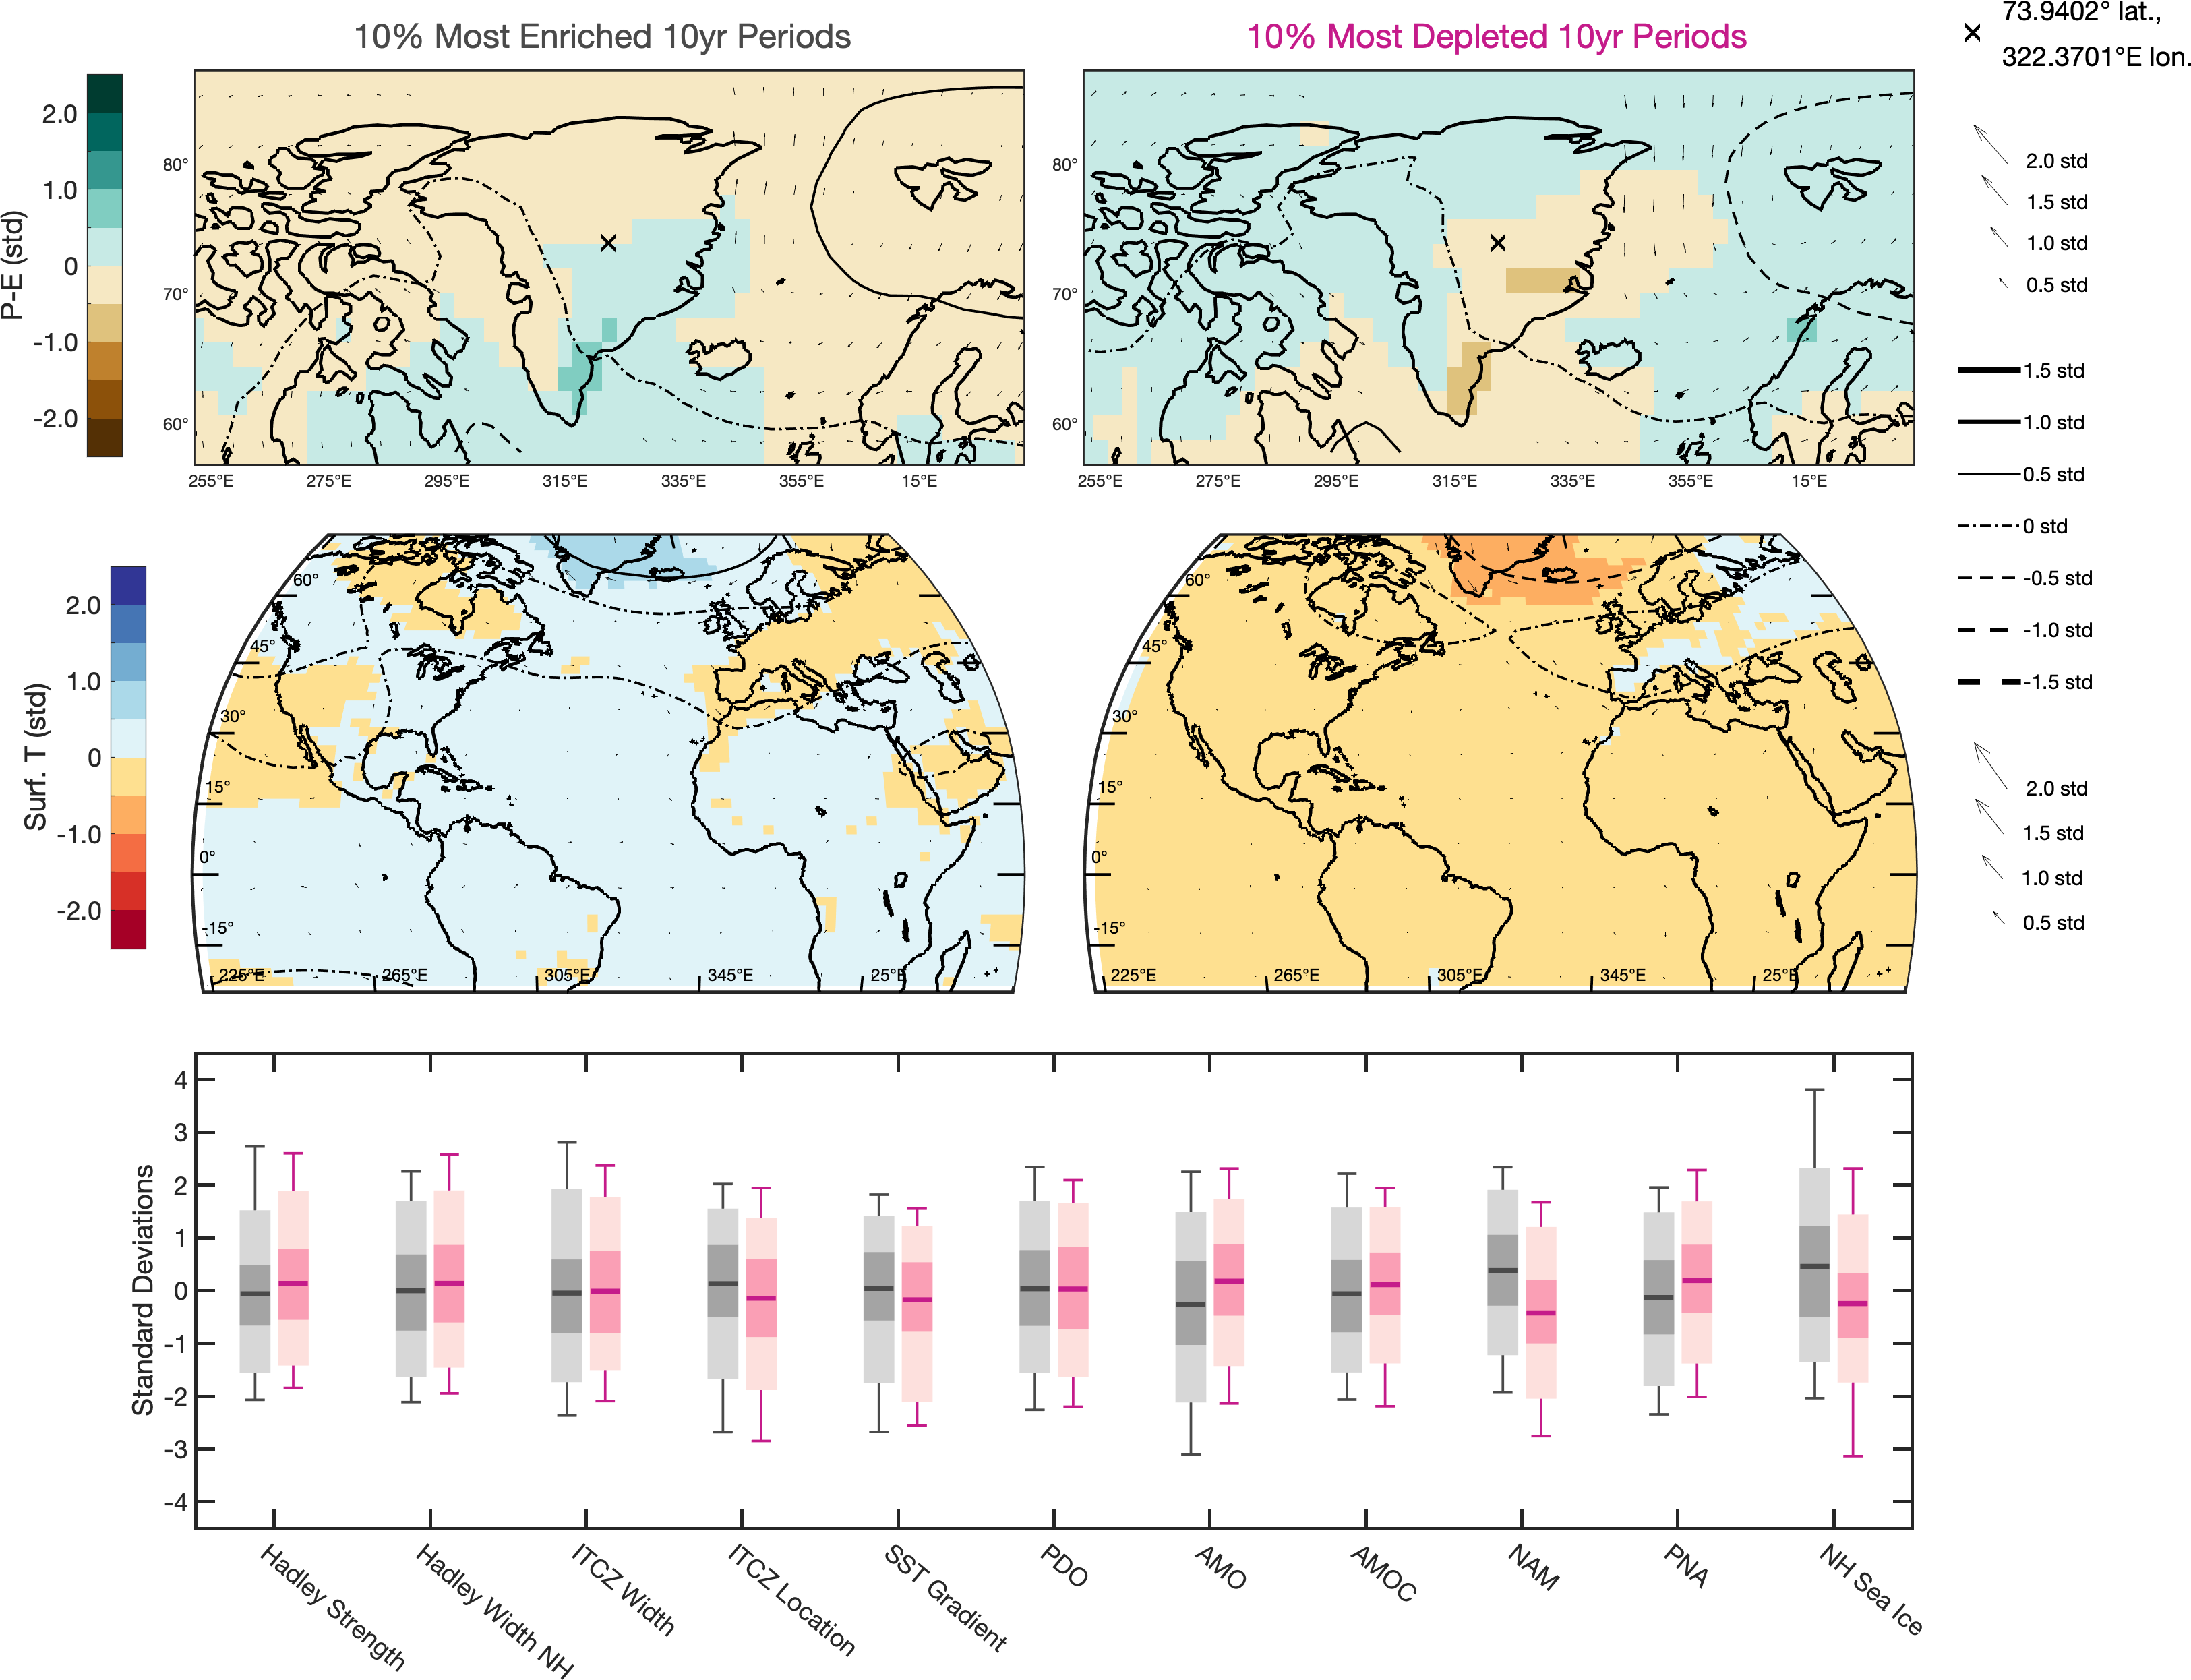 10% Most Enriched 10yr Periods
10% Most Depleted 10yr Periods
73.9402° lat.,
322.3701°E lon.
P-E (std)
2.0
1.0
0
-1.0
-2.0
80°
70°
60°
255°E 275°E 295°E 315°E 335°E 355°E 15°E
80°
70°
60°
255°E 275°E 295°E 315°E 335°E 355°E 15°E
2.0 std
1.5 std
1.0 std
0.5 std
1.5 std
1.0 std
0.5 std
0 std
-0.5 std
-1.0 std
-1.5 std
Surf. T (std)
2.0
1.0
0
-1.0
-2.0
60°
45°
30°
15°
0°
-15°
225°E 265°E 305°E 345°E 25°E
60°
45°
30°
15°
0°
-15°
225°E 265°E 305°E 345°E 25°E
2.0 std
1.5 std
1.0 std
0.5 std
Standard Deviations
4
3
2
1
0
-1
-2
-3
-4
Hadley Strength
Hadley Width NH
ITCZ Width
ITCZ Location
SST Gradient
PDO
AMO
AMOC
NAM
PNA
NH Sea Ice